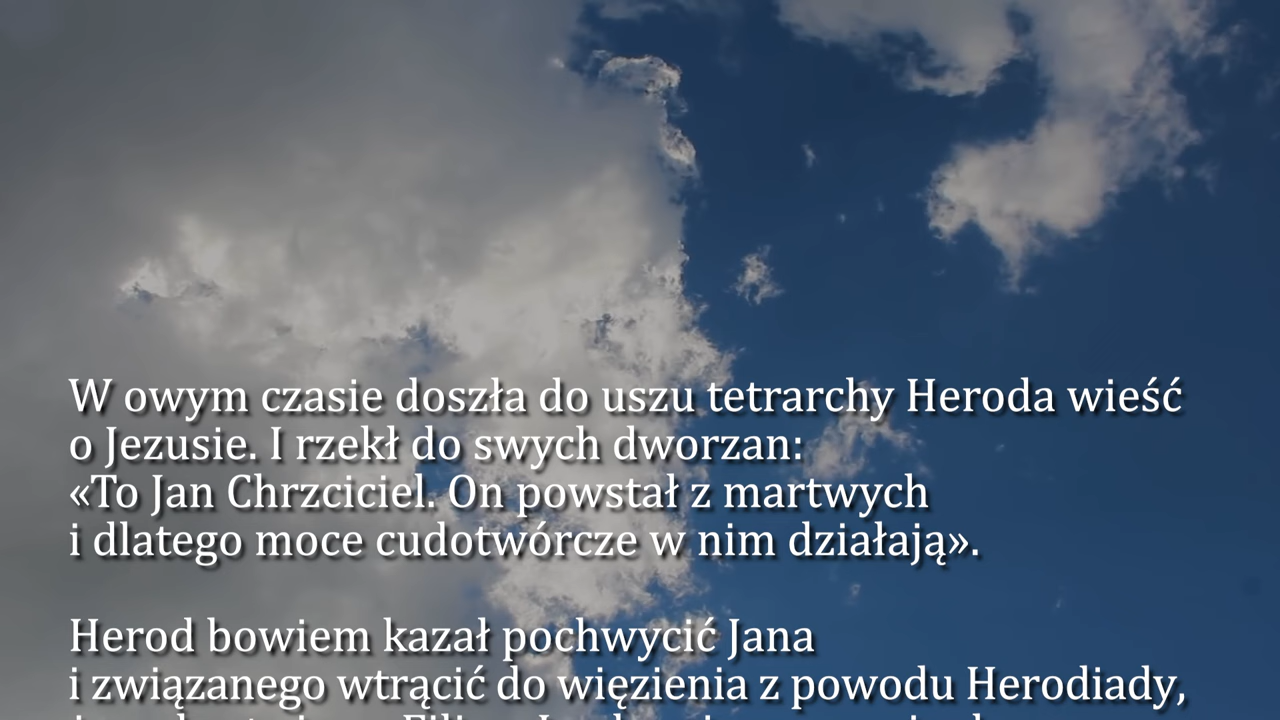 W owym czasie doszła do uszu tetrarchy Heroda wieść
o Jezusie. I rzekł do swych dworzan:
«To Jan Chrzciciel. On powstał z martwych
i dlatego moce cudotwórcze w nim działają».
Herod bowiem kazał pochwycić Jana
i związanego wtrącić do więzienia z powodu Herodiady,